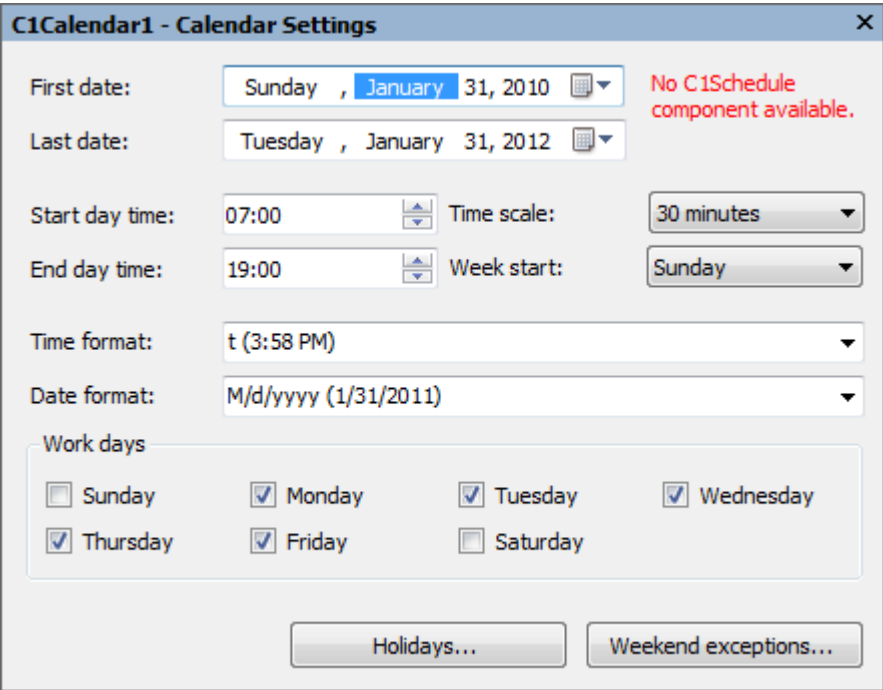 C1Calendar1 - Calendar Settings
First date: Sunday , January 31, 2010
No C1Schedule
component available.
Last date: Tuesday , January 31, 2012
Start day time: 07:00 Time scale: 30 minutes
End day time: 19:00 Week start: Sunday
Time format: t (3:58 PM)
Date format: M/d/yyyy (1/31/2011)
Work days
Sunday Monday Tuesday Wednesday
Thursday Friday Saturday
Holidays... Weekend exceptions...